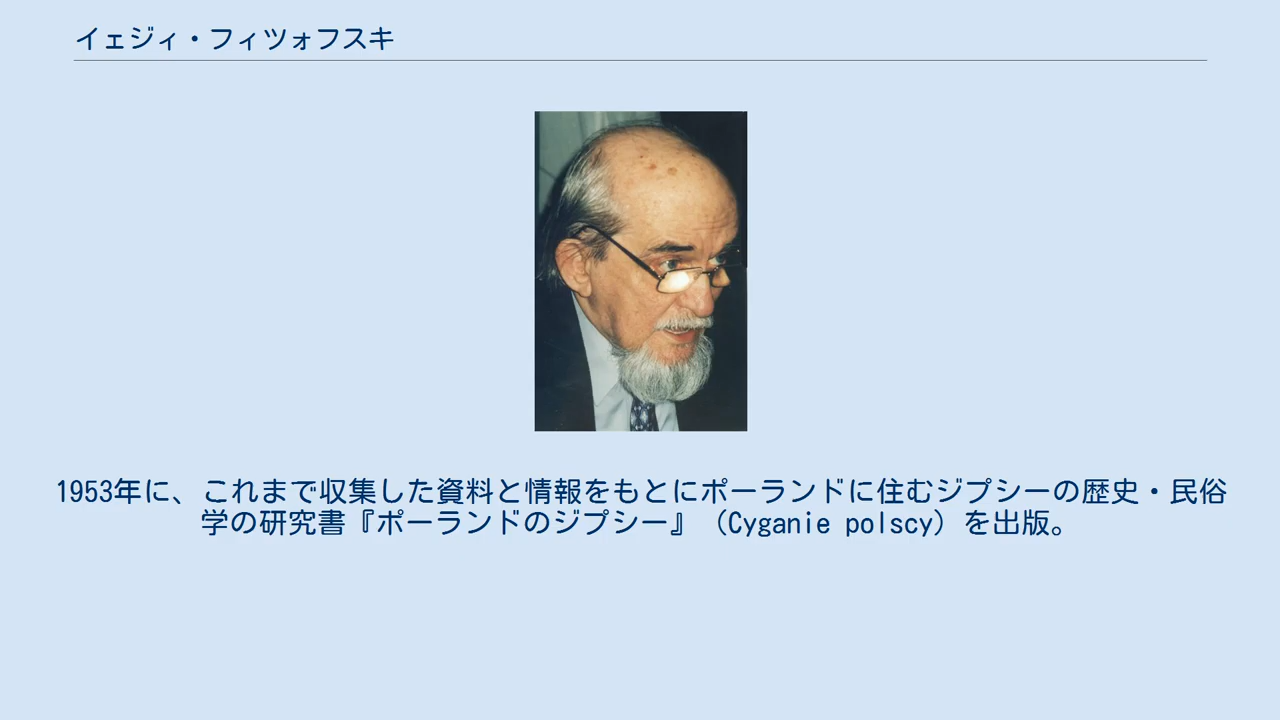 イェジィ・フィツォフスキ
1953年に、これまで収集した資料と情報をもとにポーランドに住むジプシーの歴史・民俗
学の研究書『ポーランドのジプシー』（Cyganie polscy）を出版。